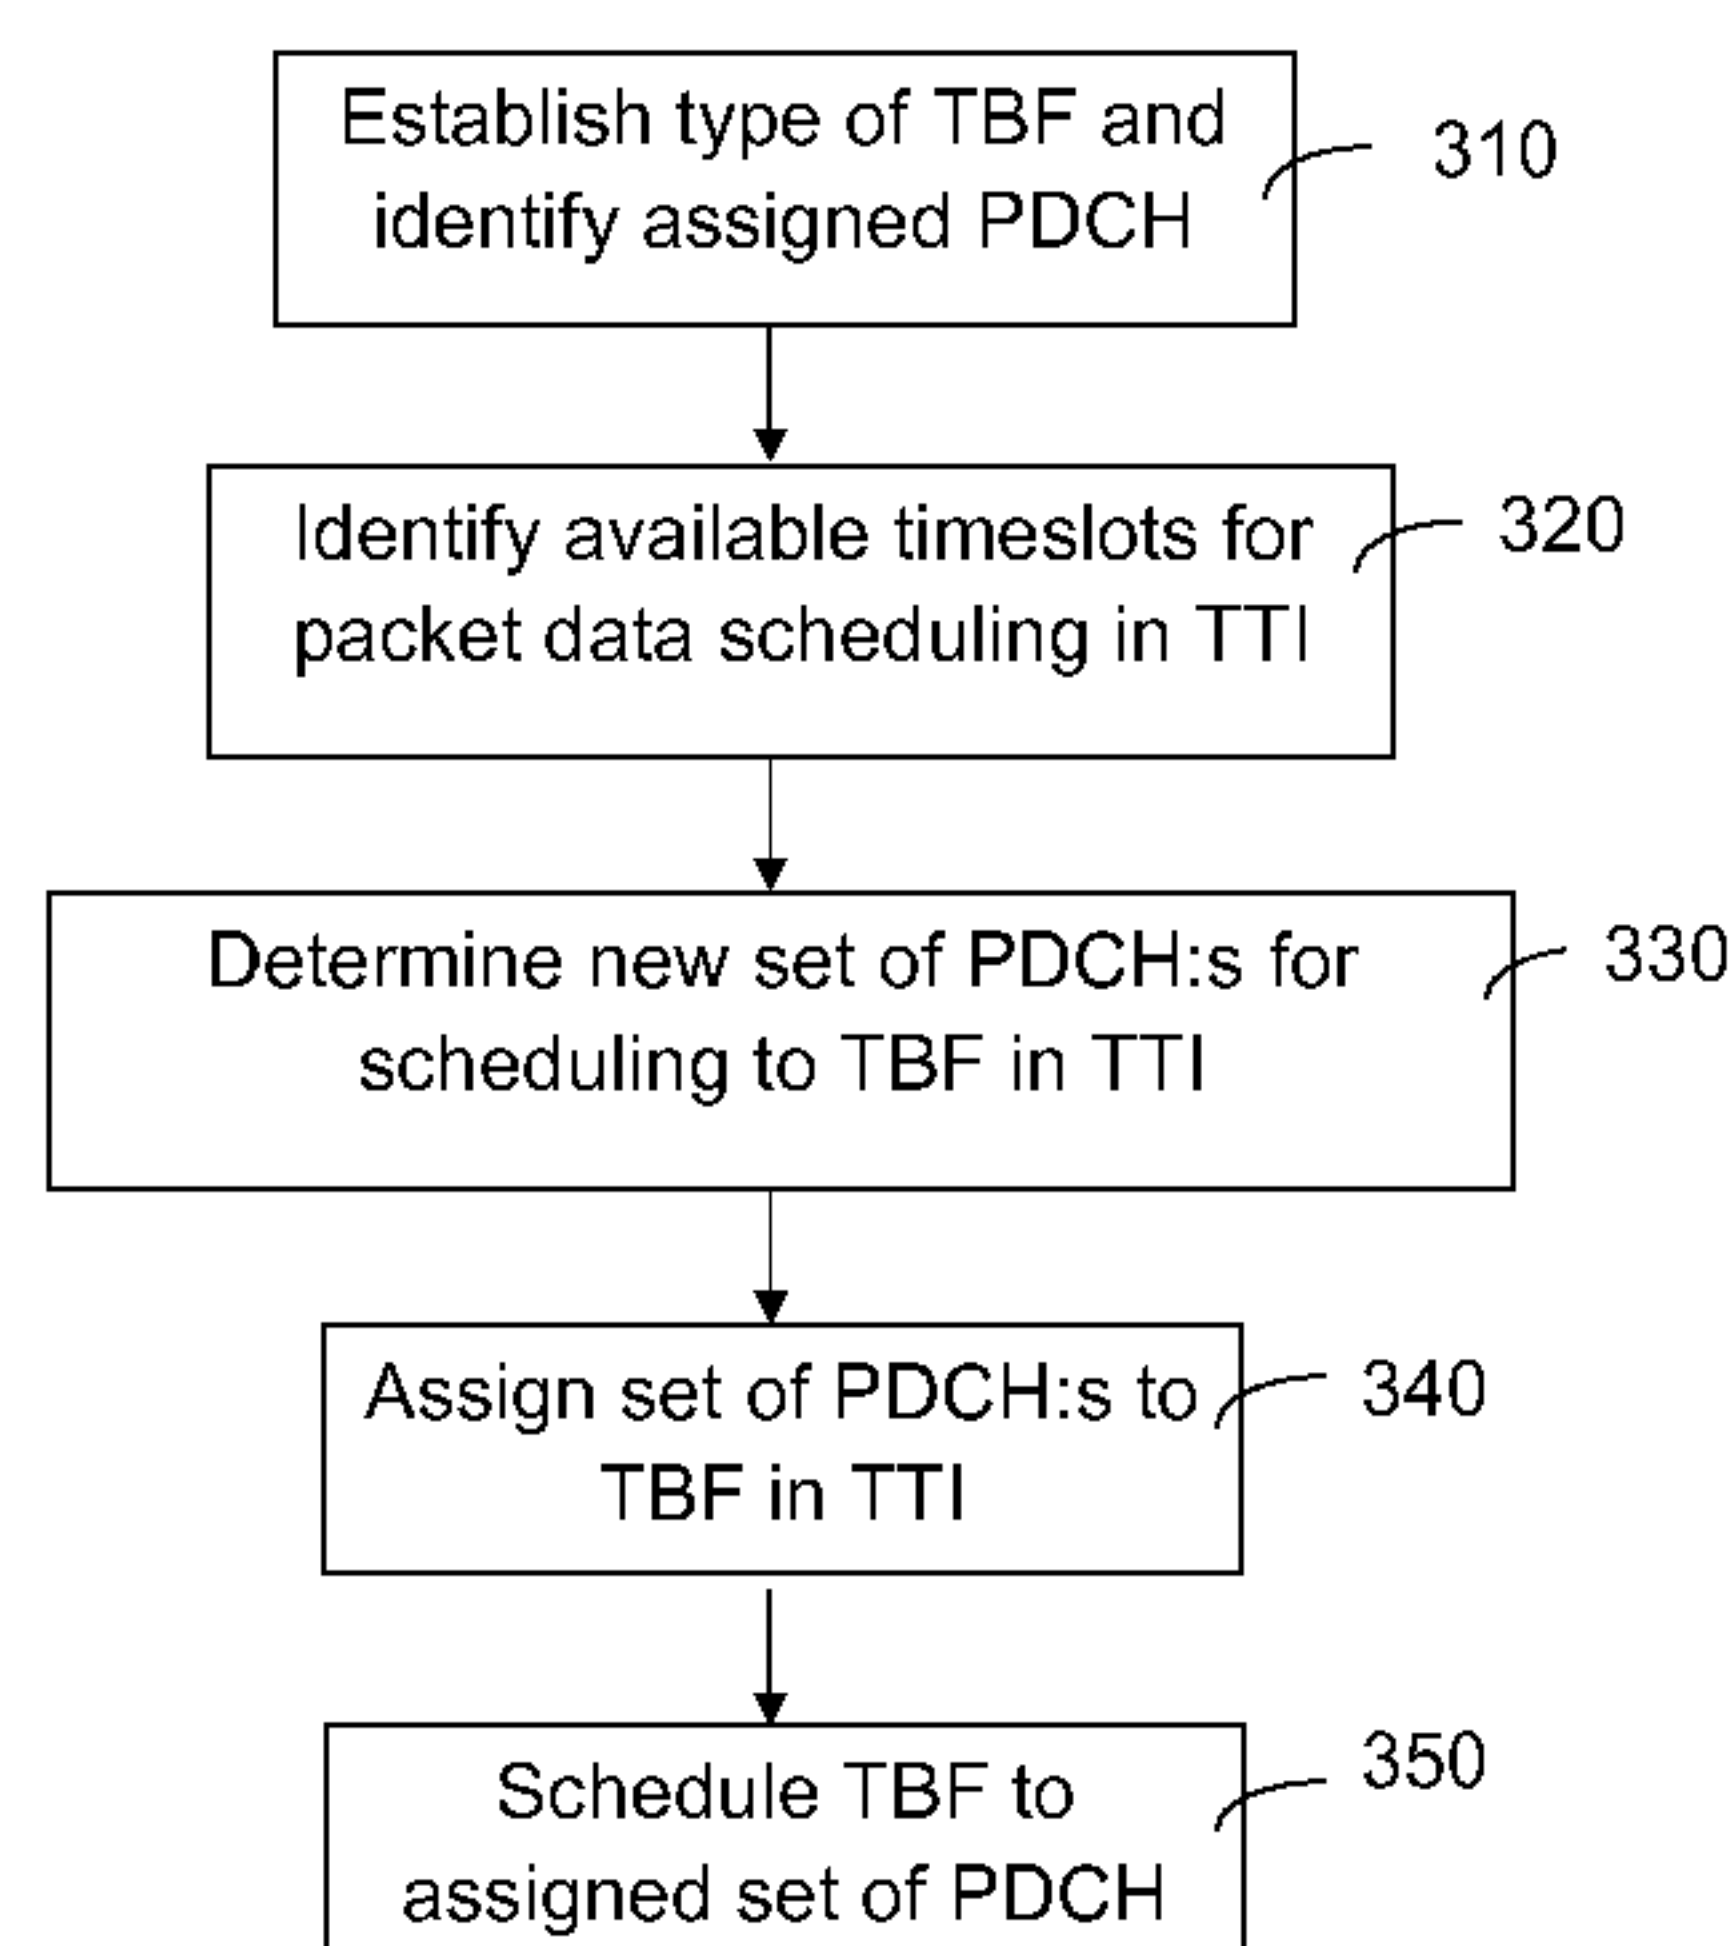 Establish type of TBF and
identify assigned PDCH
310
Identify available timeslots for
packet data scheduling in TTI
320
Determine new set of PDCH:s for
scheduling to TBF in TTI
330
Assign set of PDCH:s to
TBF in TTI
340
Schedule TBF to
assigned set of PDCH
350